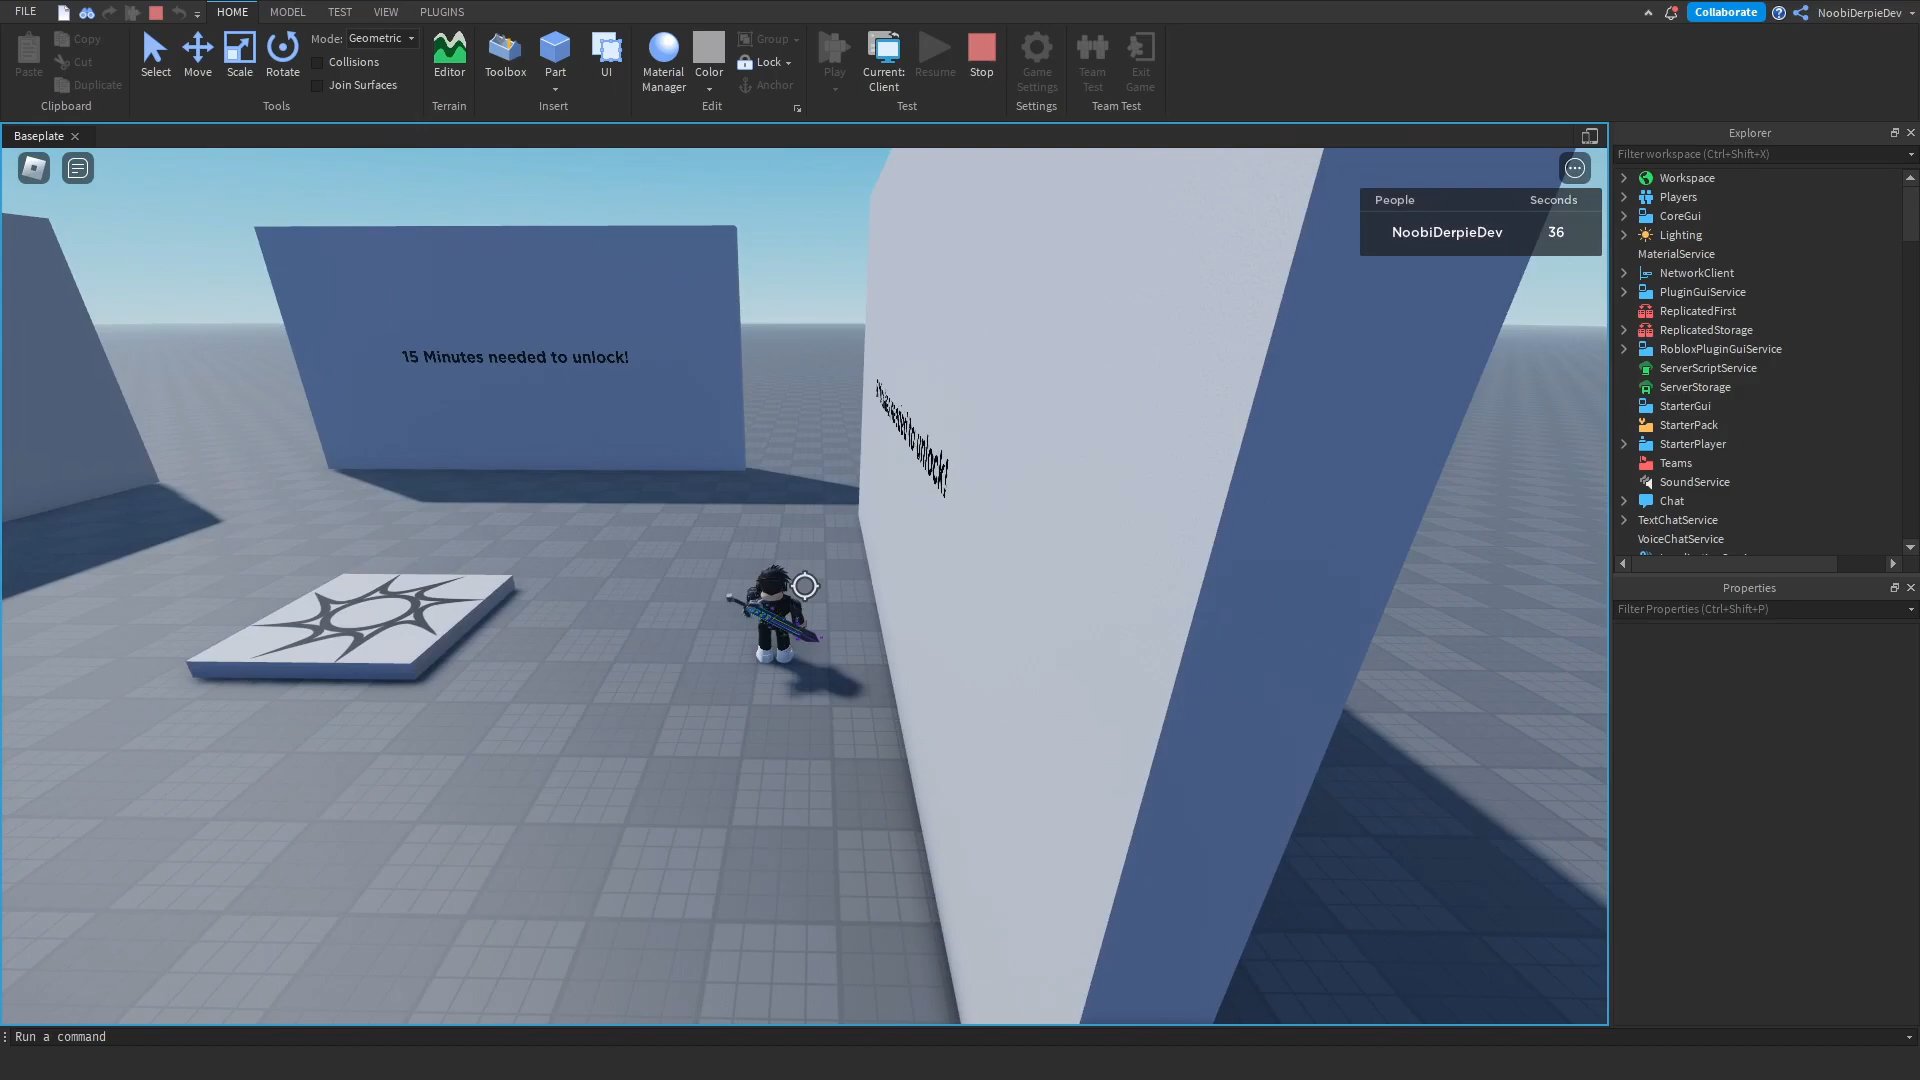 FILE HOME MODEL TEST VIEW PLUGINS Collaborate NoobiDerpieDev
Paste Copy Cut Duplicate
Clipboard
Select Move Scale Rotate
Mode: Geometric
Collisions
Join Surfaces
Tools
Editor
Terrain
Toolbox Part UI
Insert
Material Manager
Color
Group
Lock
Anchor
Edit
Play
Current: Client
Resume
Stop
Test
Game Settings
Settings
Team Test
Exit Game
Team Test
Baseplate
15 Minutes needed to unlock!
to unlock!
People Seconds
NoobiDerpieDev 36
Explorer
Filter workspace (Ctrl+Shift+X)
Workspace
Players
CoreGui
Lighting
MaterialService
NetworkClient
PluginGuiService
ReplicatedFirst
ReplicatedStorage
RobloxPluginGuiService
ServerScriptService
ServerStorage
StarterGui
StarterPack
StarterPlayer
Teams
SoundService
Chat
TextChatService
VoiceChatService
Properties
Filter Properties (Ctrl+Shift+P)
Run a command